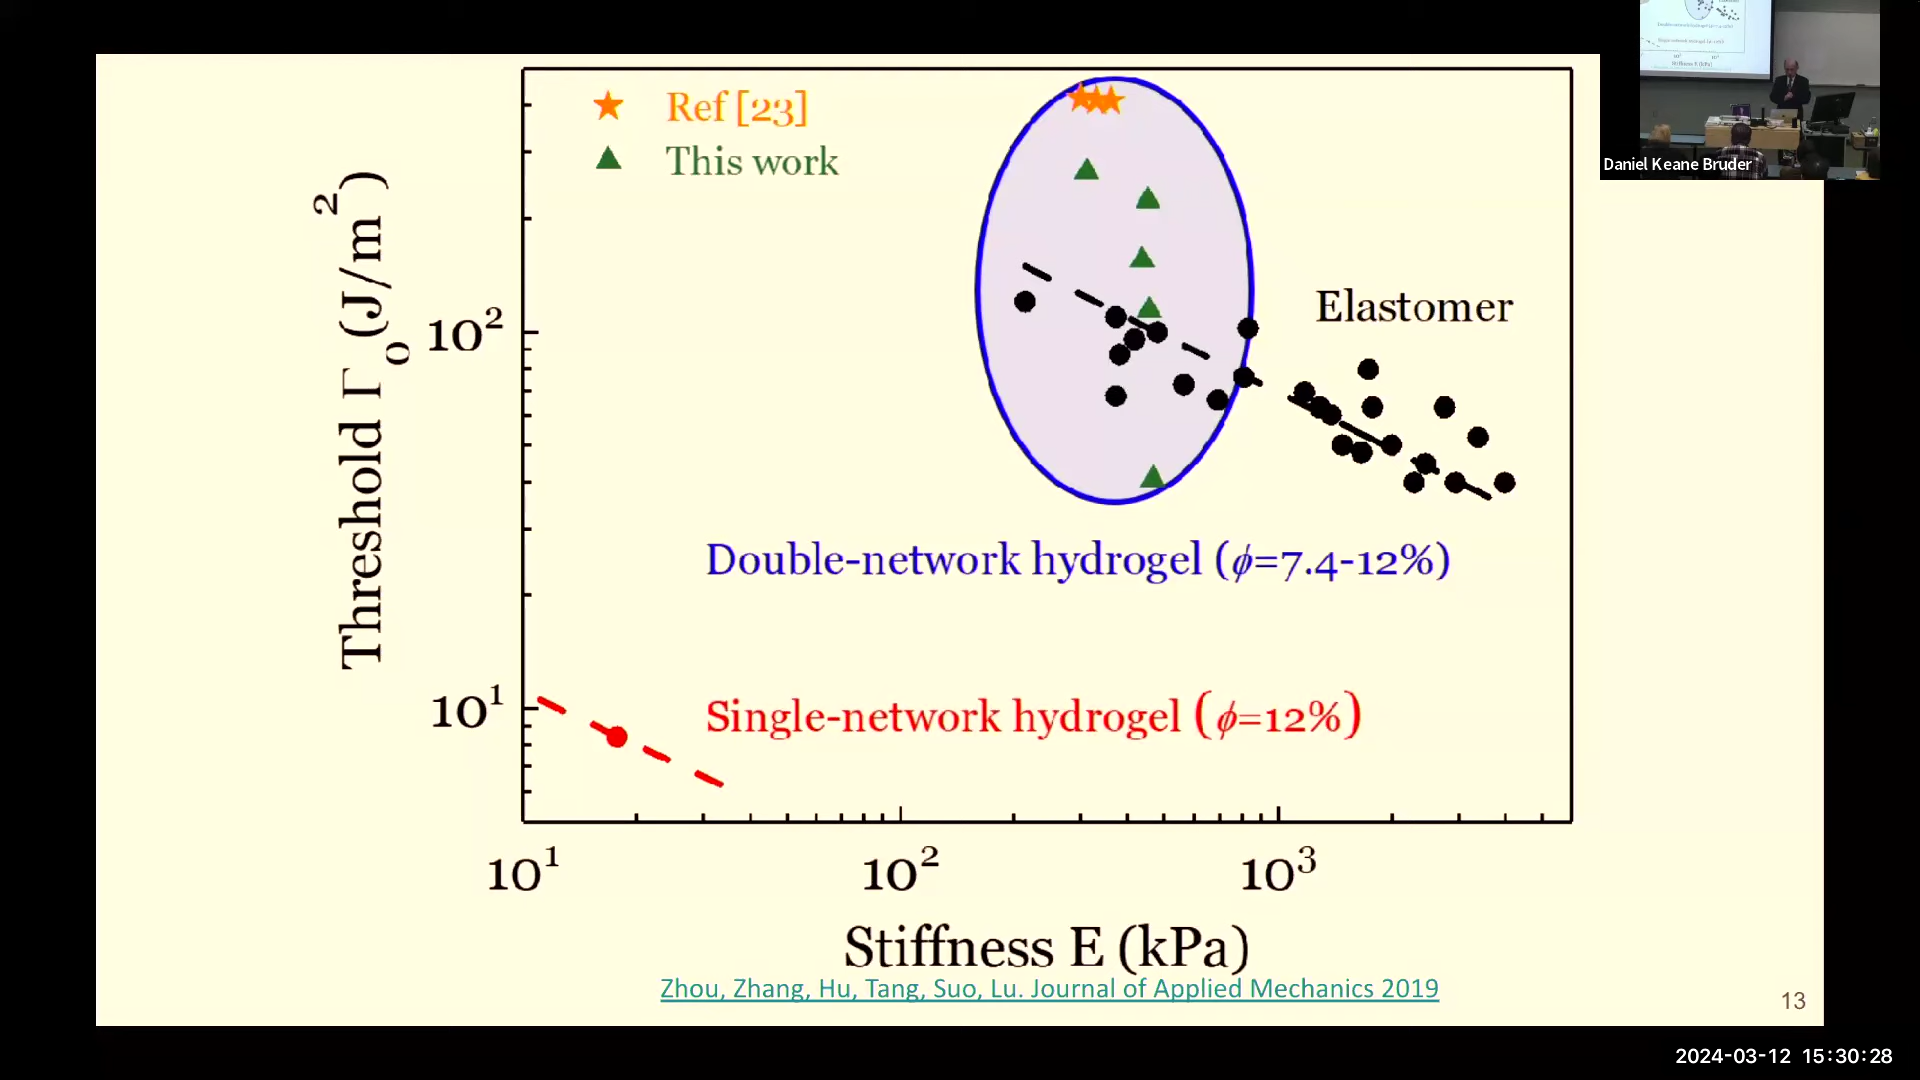 Ref [23]
This work
Threshold Γo (J/m²)
10²
10¹
Elastomer
Double-network hydrogel (ϕ=7.4-12%)
Single-network hydrogel (ϕ=12%)
10¹ 10² 10³
Stiffness E (kPa)
Zhou, Zhang, Hu, Tang, Suo, Lu. Journal of Applied Mechanics 2019
13
Daniel Keane Bruder
2024-03-12 15:30:28